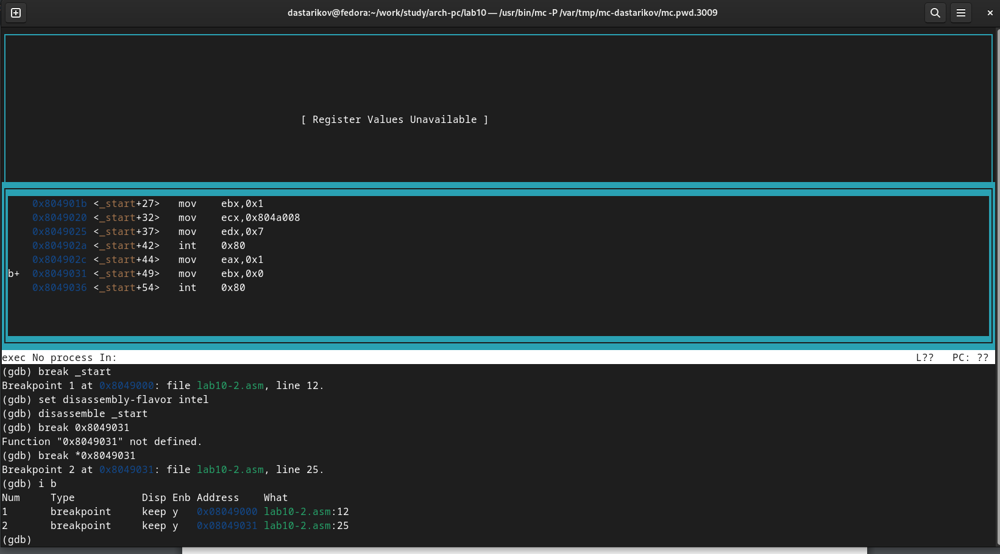 dastarikov@fedora:~/work/study/arch-pc/lab10 — /usr/bin/mc -P /var/tmp/mc-dastarikov/mc.pwd.3009
[ Register Values Unavailable ]
0x804901b <_start+27> mov ebx,0x1
0x8049020 <_start+32> mov ecx,0x804a008
0x8049025 <_start+37> mov edx,0x7
0x804902a <_start+42> int 0x80
0x804902c <_start+44> mov eax,0x1
b+ 0x8049031 <_start+49> mov ebx,0x0
0x8049036 <_start+54> int 0x80
exec No process In: L?? PC: ??
(gdb) break _start
Breakpoint 1 at 0x8049000: file lab10-2.asm, line 12.
(gdb) set disassembly-flavor intel
(gdb) disassemble _start
(gdb) break 0x8049031
Function "0x8049031" not defined.
(gdb) break *0x8049031
Breakpoint 2 at 0x8049031: file lab10-2.asm, line 25.
(gdb) i b
Num Type Disp Enb Address What
1 breakpoint keep y 0x08049000 lab10-2.asm:12
2 breakpoint keep y 0x08049031 lab10-2.asm:25
(gdb)